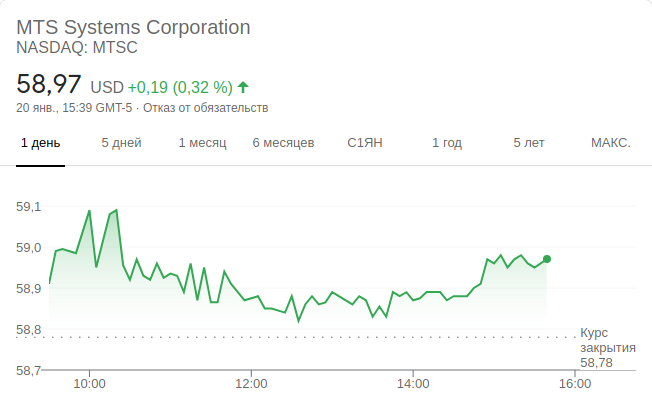 MTS Systems Corporation
NASDAQ: MTSC
58,97 USD +0,19 (0,32 %)
20 янв., 15:39 GMT-5 · Отказ от обязательств
1 день 5 дней 1 месяц 6 месяцев С1ЯН 1 год 5 лет МАКС.
59,1
59,0
58,9
58,8
58,7
Курс
закрытия
58,78
10:00 12:00 14:00 16:00